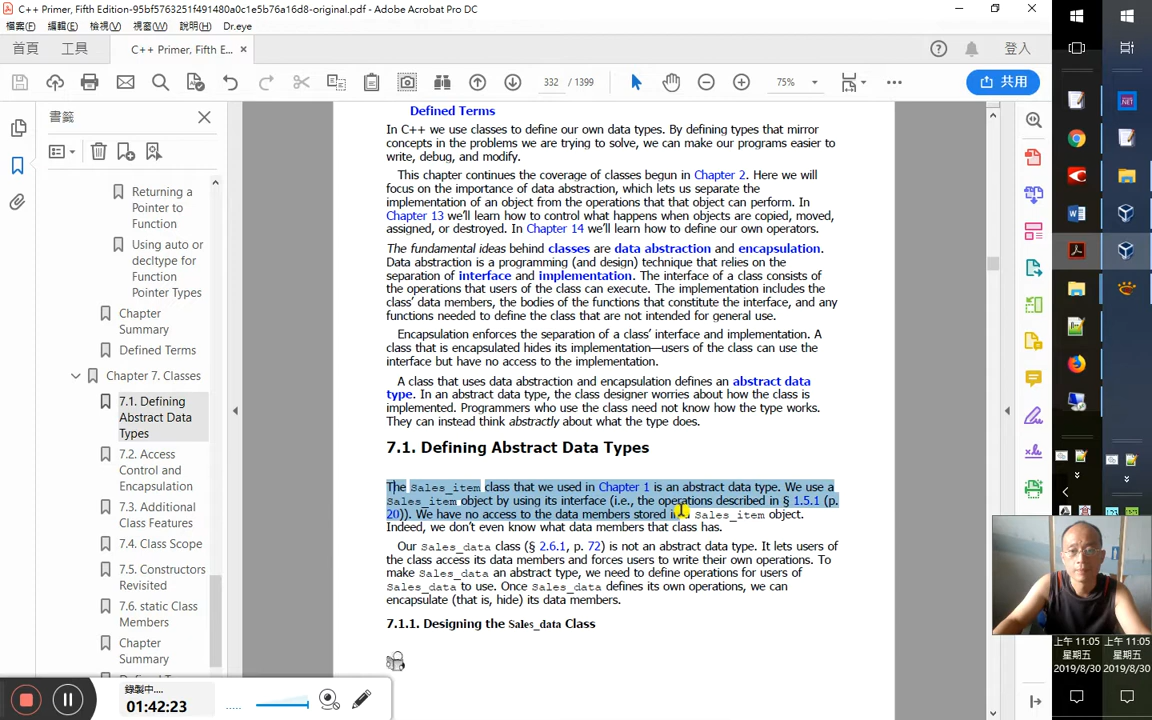 C++ Primer, Fifth Edition-95bf5763251f491480a0c1e5b76a16d8-original.pdf - Adobe Acrobat Pro DC
檔案(F) 編輯(E) 檢視(V) 視窗(W) 說明(H) Dr.eye
首頁 工具 C++ Primer, Fifth E... × 登入
332 / 1399 75% 共用
書籤
Returning a
Pointer to
Function
Using auto or
decltype for
Function
Pointer Types
Chapter
Summary
Defined Terms
Chapter 7. Classes
7.1. Defining
Abstract Data
Types
7.2. Access
Control and
Encapsulation
7.3. Additional
Class Features
7.4. Class Scope
7.5. Constructors
Revisited
7.6. static Class
Members
Chapter
Summary
Defined Terms
In C++ we use classes to define our own data types. By defining types that mirror
concepts in the problems we are trying to solve, we can make our programs easier to
write, debug, and modify.
This chapter continues the coverage of classes begun in Chapter 2. Here we will
focus on the importance of data abstraction, which lets us separate the
implementation of an object from the operations that that object can perform. In
Chapter 13 we'll learn how to control what happens when objects are copied, moved,
assigned, or destroyed. In Chapter 14 we'll learn how to define our own operators.
The fundamental ideas behind classes are data abstraction and encapsulation.
Data abstraction is a programming (and design) technique that relies on the
separation of interface and implementation. The interface of a class consists of
the operations that users of the class can execute. The implementation includes the
class' data members, the bodies of the functions that constitute the interface, and any
functions needed to define the class that are not intended for general use.
Encapsulation enforces the separation of a class' interface and implementation. A
class that is encapsulated hides its implementation—users of the class can use the
interface but have no access to the implementation.
A class that uses data abstraction and encapsulation defines an abstract data
type. In an abstract data type, the class designer worries about how the class is
implemented. Programmers who use the class need not know how the type works.
They can instead think abstractly about what the type does.
7.1. Defining Abstract Data Types
The Sales_item class that we used in Chapter 1 is an abstract data type. We use a
Sales_item object by using its interface (i.e., the operations described in § 1.5.1 (p.
20)). We have no access to the data members stored in Sales_item object.
Indeed, we don't even know what data members that class has.
Our Sales_data class (§ 2.6.1, p. 72) is not an abstract data type. It lets users of
the class access its data members and forces users to write their own operations. To
make Sales_data an abstract type, we need to define operations for users of
Sales_data to use. Once Sales_data defines its own operations, we can
encapsulate (that is, hide) its data members.
7.1.1. Designing the Sales_data Class
錄製中....
01:42:23
上午 11:05 上午 11:05
星期五 星期五
2019/8/30 2019/8/30